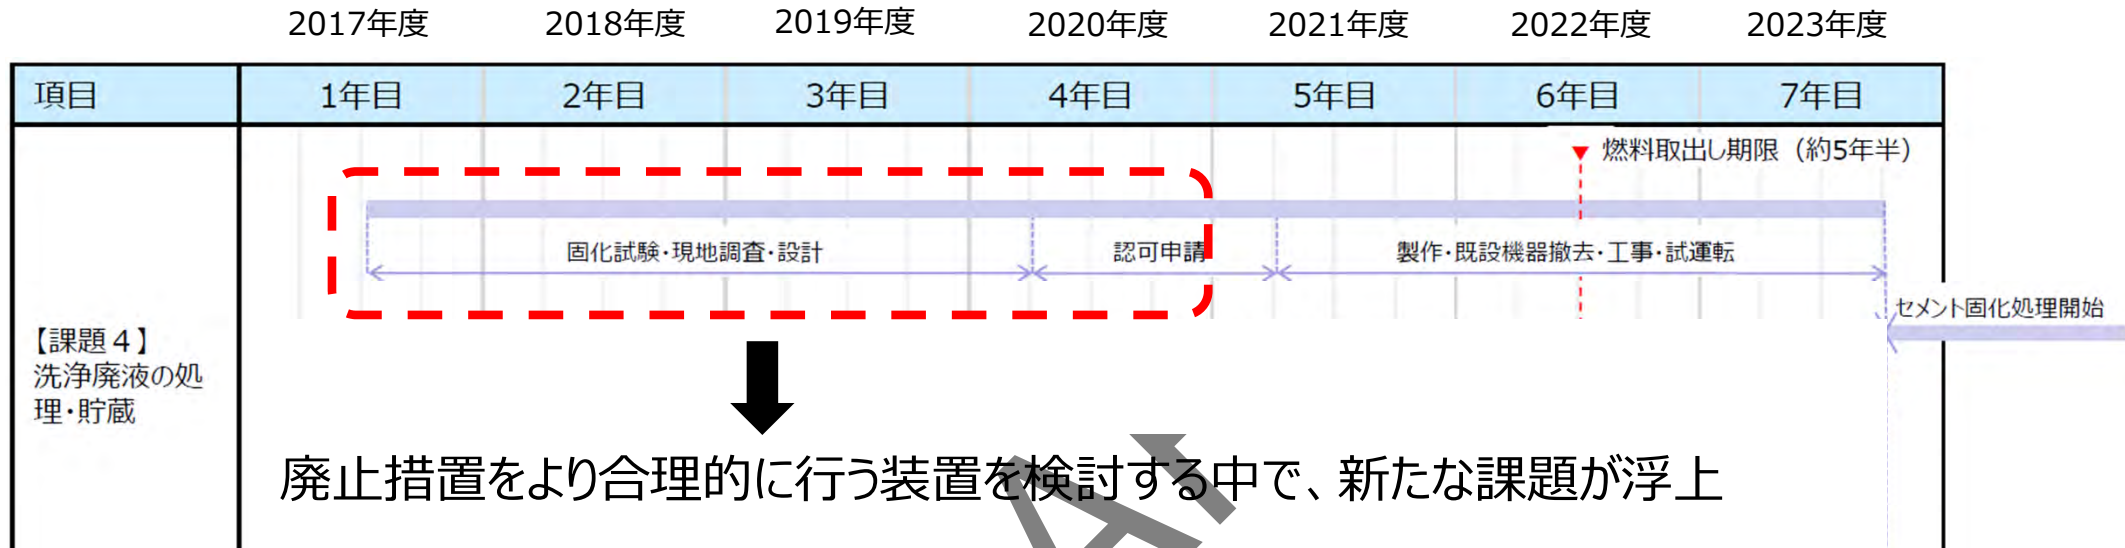 2017年度 2018年度 2019年度 2020年度 2021年度 2022年度 2023年度
項目 1年目 2年目 3年目 4年目 5年目 6年目 7年目
▼ 燃料取出し期限（約5年半）
固化試験・現地調査・設計 認可申請 製作・既設機器撤去・工事・試運転
セメント固化処理開始
【課題４】
洗浄廃液の処
理・貯蔵
廃止措置をより合理的に行う装置を検討する中で、新たな課題が浮上